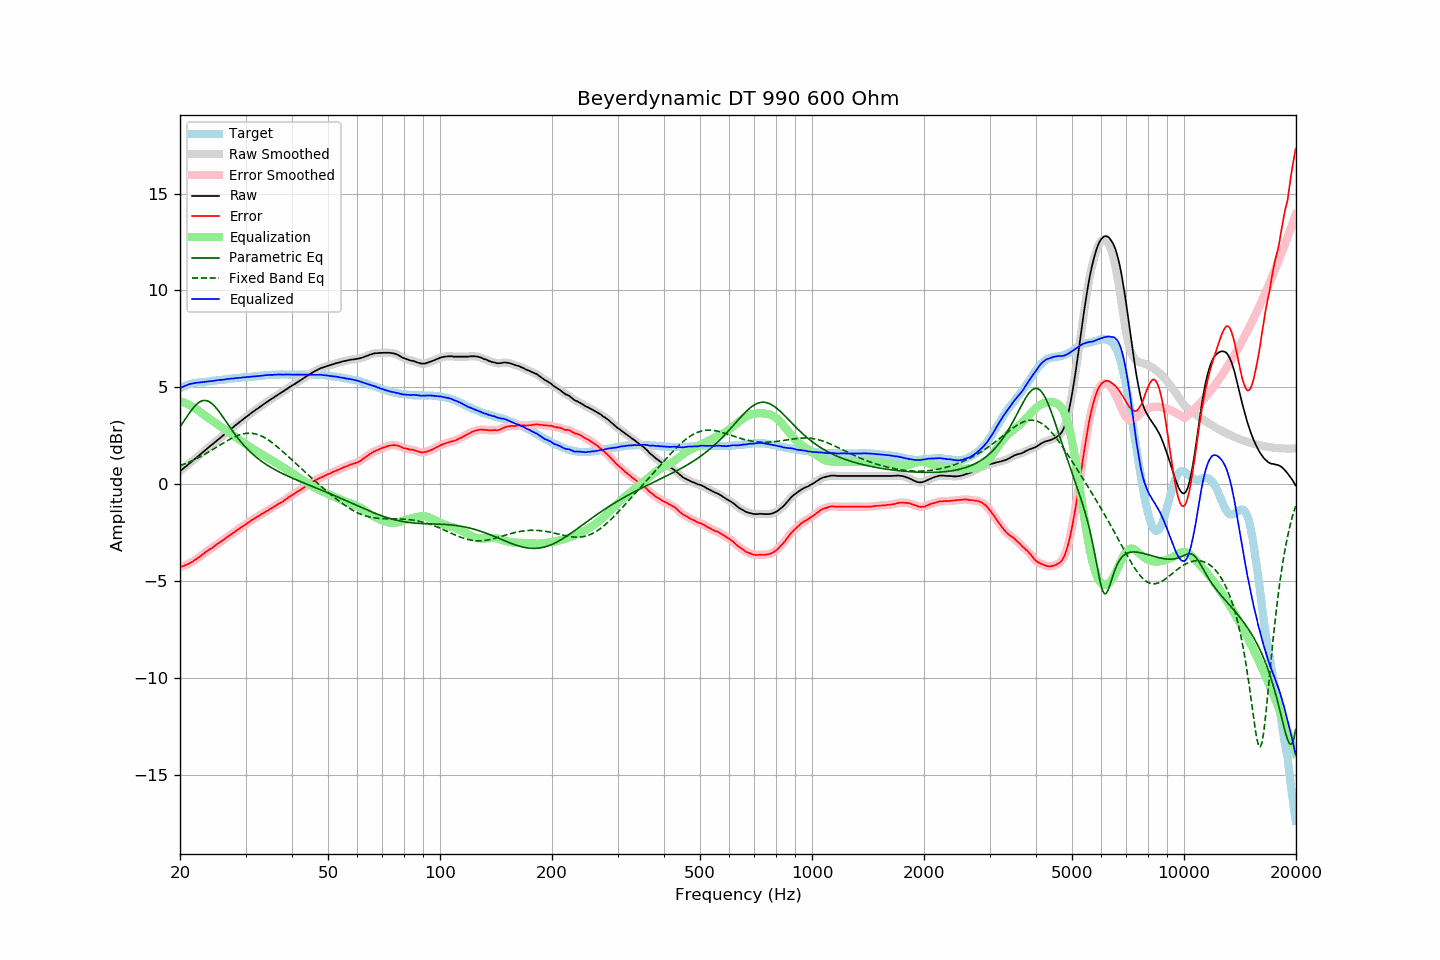 Beyerdynamic DT 990 600 Ohm
Target
Raw Smoothed
Error Smoothed
Raw
Error
Equalization
Parametric Eq
Fixed Band Eq
Equalized
15
10
5
0
−5
−10
−15
Amplitude (dBr)
20 50 100 200 500 1000 2000 5000 10000 20000
Frequency (Hz)